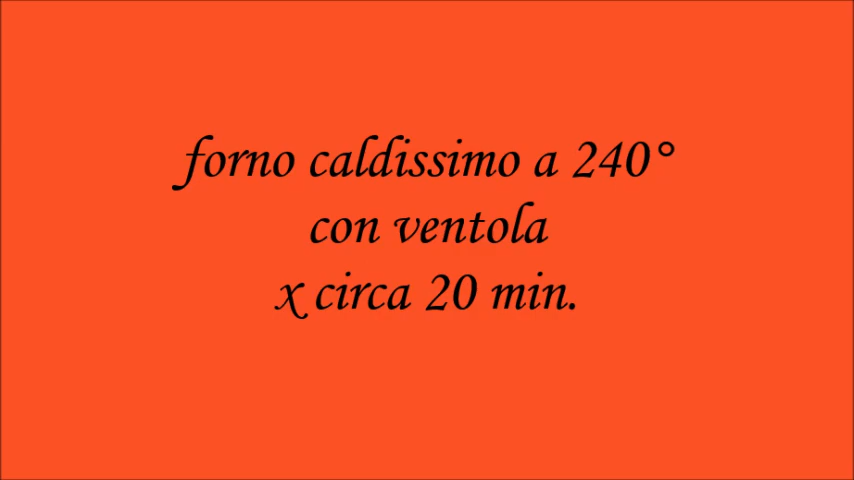 forno caldissimo a 240°
con ventola
x circa 20 min.